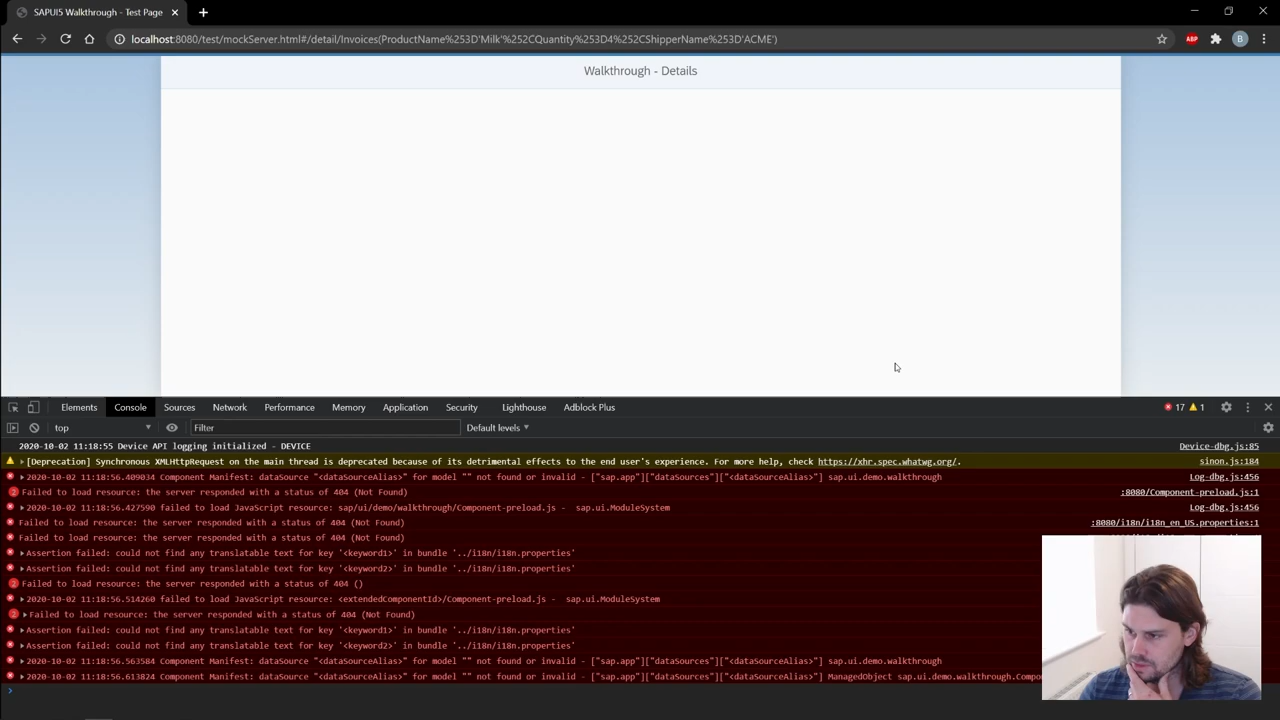 SAPUI5 Walkthrough - Test Page
localhost:8080/test/mockServer.html#/detail/Invoices(ProductName%253D'Milk'%252CQuantity%253D4%252CShipperName%253D'ACME')
ABP
B
Walkthrough - Details
Elements Console Sources Network Performance Memory Application Security Lighthouse Adblock Plus 17 1
top Filter Default levels
2020-10-02 11:18:55 Device API logging initialized - DEVICE Device-dbg.js:85
[Deprecation] Synchronous XMLHttpRequest on the main thread is deprecated because of its detrimental effects to the end user's experience. For more help, check https://xhr.spec.whatwg.org/. sinon.js:184
2020-10-02 11:18:56.409034 Component Manifest: dataSource "<dataSourceAlias>" for model "" not found or invalid - ["sap.app"]["dataSources"]["<dataSourceAlias>"] sap.ui.demo.walkthrough Log-dbg.js:456
2 Failed to load resource: the server responded with a status of 404 (Not Found) :8080/Component-preload.js:1
2020-10-02 11:18:56.427590 failed to load JavaScript resource: sap/ui/demo/walkthrough/Component-preload.js - sap.ui.ModuleSystem Log-dbg.js:456
Failed to load resource: the server responded with a status of 404 (Not Found) :8080/i18n/i18n_en_US.properties:1
Failed to load resource: the server responded with a status of 404 (Not Found)
Assertion failed: could not find any translatable text for key '<keyword1>' in bundle '../i18n/i18n.properties'
Assertion failed: could not find any translatable text for key '<keyword2>' in bundle '../i18n/i18n.properties'
2 Failed to load resource: the server responded with a status of 404 ()
2020-10-02 11:18:56.514260 failed to load JavaScript resource: <extendedComponentId>/Component-preload.js - sap.ui.ModuleSystem
2 Failed to load resource: the server responded with a status of 404 (Not Found)
Assertion failed: could not find any translatable text for key '<keyword1>' in bundle '../i18n/i18n.properties'
Assertion failed: could not find any translatable text for key '<keyword2>' in bundle '../i18n/i18n.properties'
2020-10-02 11:18:56.563584 Component Manifest: dataSource "<dataSourceAlias>" for model "" not found or invalid - ["sap.app"]["dataSources"]["<dataSourceAlias>"] sap.ui.demo.walkthrough
2020-10-02 11:18:56.613824 Component Manifest: dataSource "<dataSourceAlias>" for model "" not found or invalid - ["sap.app"]["dataSources"]["<dataSourceAlias>"] ManagedObject sap.ui.demo.walkthrough.Compo